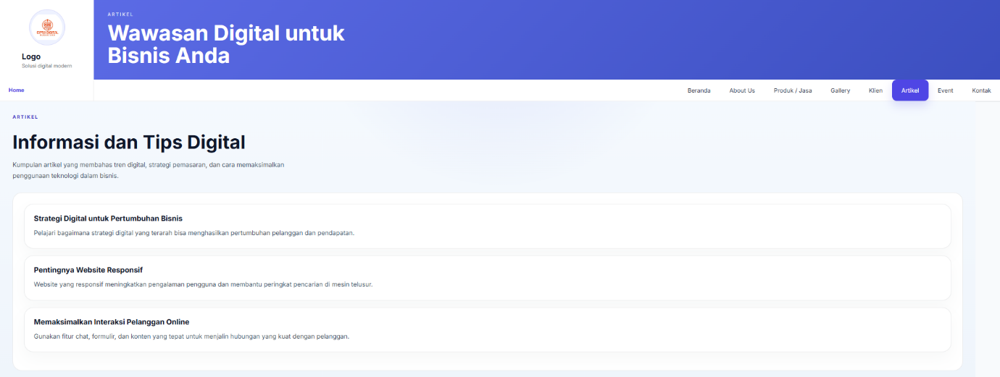 CIPTA DIGITAL
Logo
Solusi digital modern
ARTIKEL
Wawasan Digital untuk
Bisnis Anda
Home
Beranda
About Us
Produk / Jasa
Gallery
Klien
Artikel
Event
Kontak
ARTIKEL
Informasi dan Tips Digital
Kumpulan artikel yang membahas tren digital, strategi pemasaran, dan cara memaksimalkan
penggunaan teknologi dalam bisnis.
Strategi Digital untuk Pertumbuhan Bisnis
Pelajari bagaimana strategi digital yang terarah bisa menghasilkan pertumbuhan pelanggan dan pendapatan.
Pentingnya Website Responsif
Website yang responsif meningkatkan pengalaman pengguna dan membantu peringkat pencarian di mesin telusur.
Memaksimalkan Interaksi Pelanggan Online
Gunakan fitur chat, formulir, dan konten yang tepat untuk menjalin hubungan yang kuat dengan pelanggan.